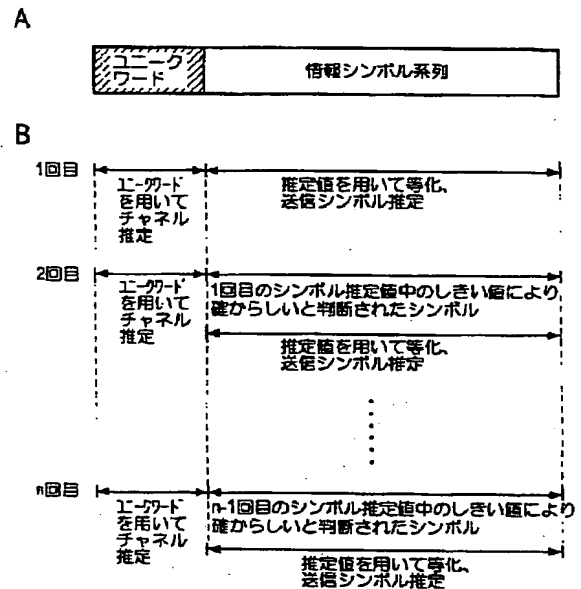 A
ユニーク
ワード
情報シンボル系列
B
1回目
ユニークワード
を用いて
チャネル
推定
推定値を用いて等化、
送信シンボル推定
2回目
ユニークワード
を用いて
チャネル
推定
1回目のシンボル推定値中のしきい値により
確からしいと判断されたシンボル
推定値を用いて等化、
送信シンボル推定
n回目
ユニークワード
を用いて
チャネル
推定
n-1回目のシンボル推定値中のしきい値により
確からしいと判断されたシンボル
推定値を用いて等化、
送信シンボル推定